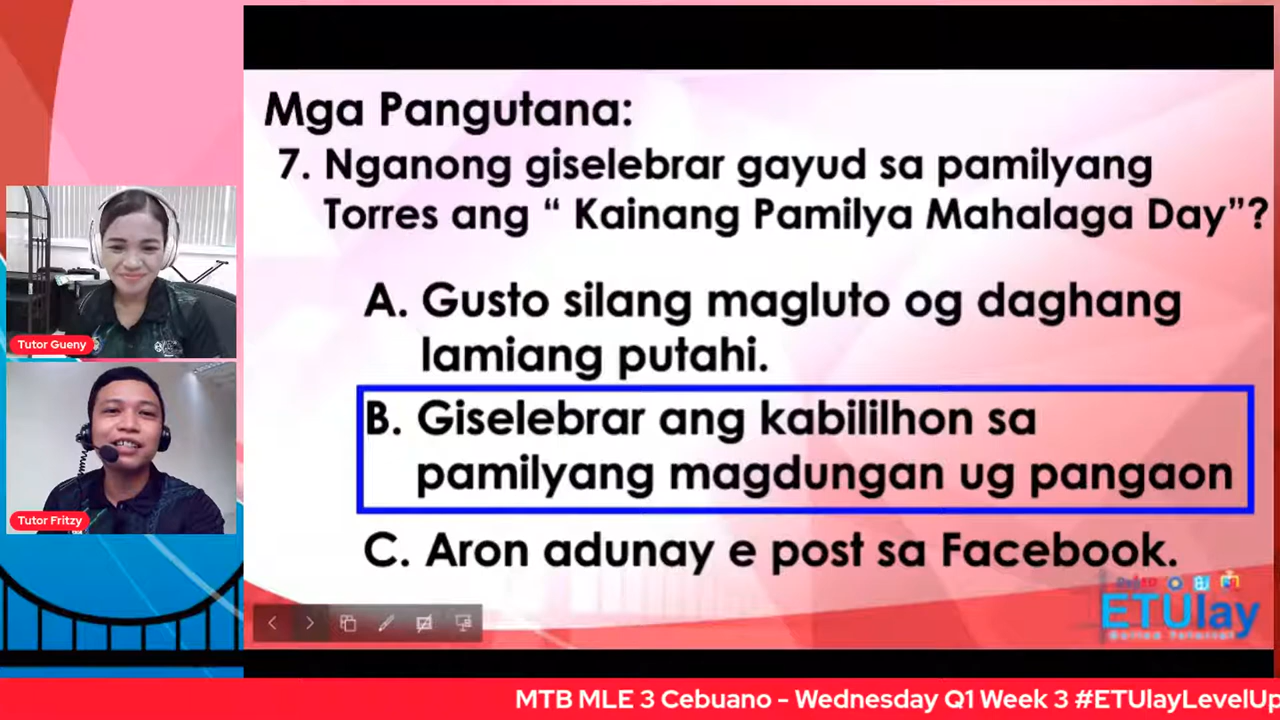 Mga Pangutana:
7. Nganong giselebrar gayud sa pamilyang
Torres ang “ Kainang Pamilya Mahalaga Day”?
A. Gusto silang magluto og daghang
lamiang putahi.
B. Giselebrar ang kabililhon sa
pamilyang magdungan ug pangaon
C. Aron adunay e post sa Facebook.
Tutor Gueny
Tutor Fritzy
ETUlay
MTB MLE 3 Cebuano - Wednesday Q1 Week 3 #ETUlayLevelUp